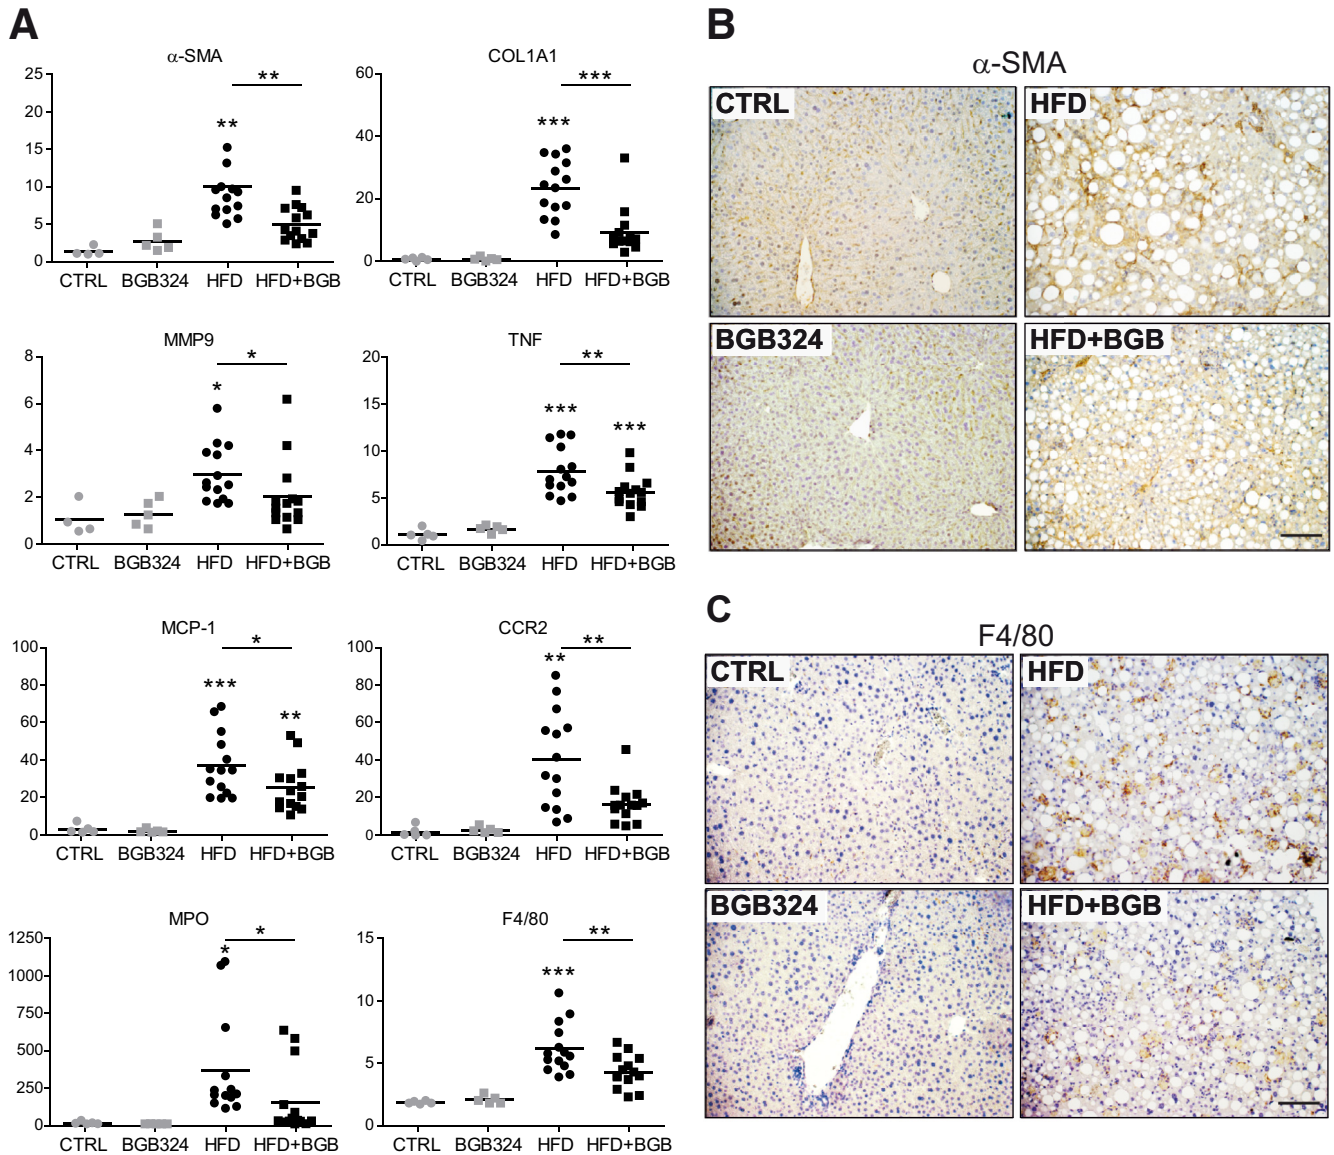 A
α-SMA
**
25
20
15
10
5
0
**
CTRL
BGB324
HFD
HFD+BGB
COL1A1
***
60
40
20
0
***
CTRL
BGB324
HFD
HFD+BGB
MMP9
*
8
6
4
2
0
*
CTRL
BGB324
HFD
HFD+BGB
TNF
**
20
15
10
5
0
***
***
CTRL
BGB324
HFD
HFD+BGB
MCP-1
*
100
80
60
40
20
0
***
**
CTRL
BGB324
HFD
HFD+BGB
CCR2
**
100
80
60
40
20
0
**
CTRL
BGB324
HFD
HFD+BGB
MPO
*
1250
1000
750
500
250
0
*
CTRL
BGB324
HFD
HFD+BGB
F4/80
**
15
10
5
0
***
CTRL
BGB324
HFD
HFD+BGB
B
α-SMA
CTRL
HFD
BGB324
HFD+BGB
C
F4/80
CTRL
HFD
BGB324
HFD+BGB